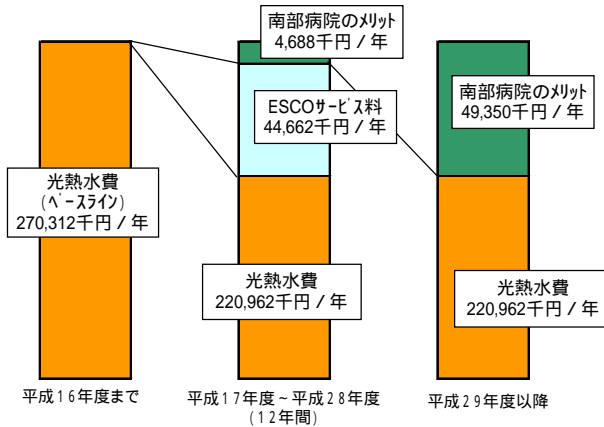 南部病院のメリット
4,688千円 / 年
ESCOサービス料
44,662千円 / 年
南部病院のメリット
49,350千円 / 年
光熱水費
(ベースライン)
270,312千円 / 年
光熱水費
220,962千円 / 年
光熱水費
220,962千円 / 年
平成16年度まで
平成17年度~平成28年度
(12年間)
平成29年度以降